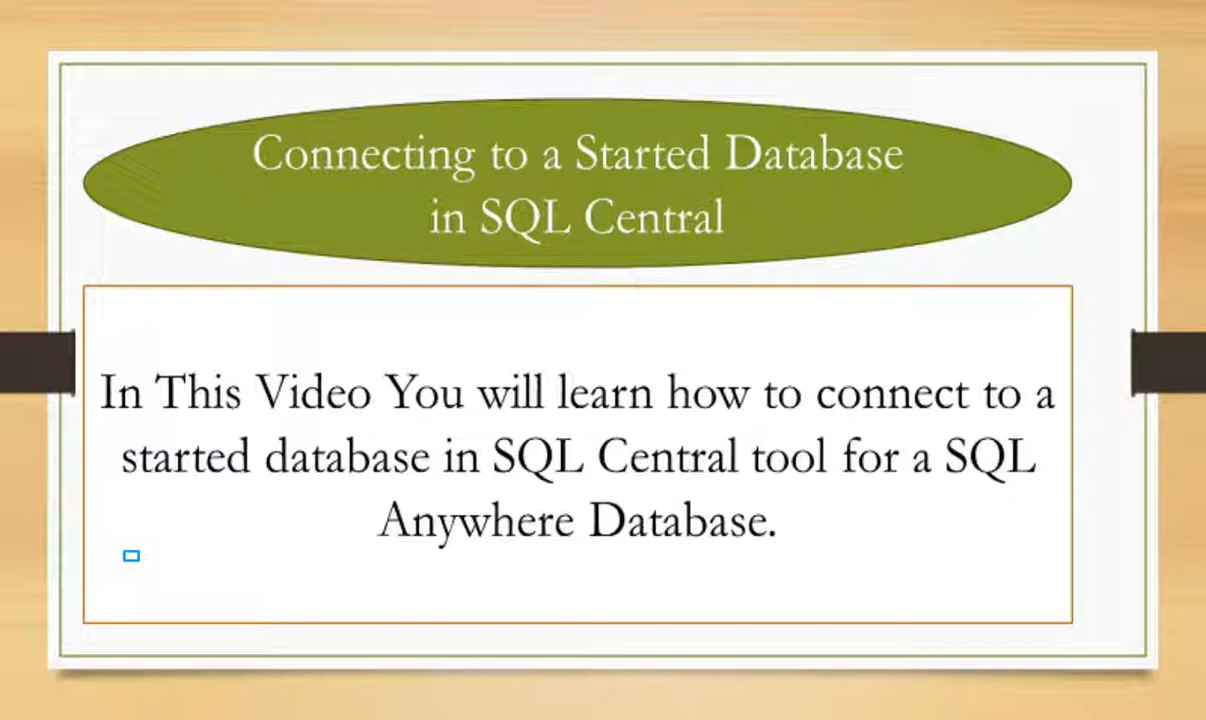 Connecting to a Started Database
in SQL Central
In This Video You will learn how to connect to a
started database in SQL Central tool for a SQL
Anywhere Database.